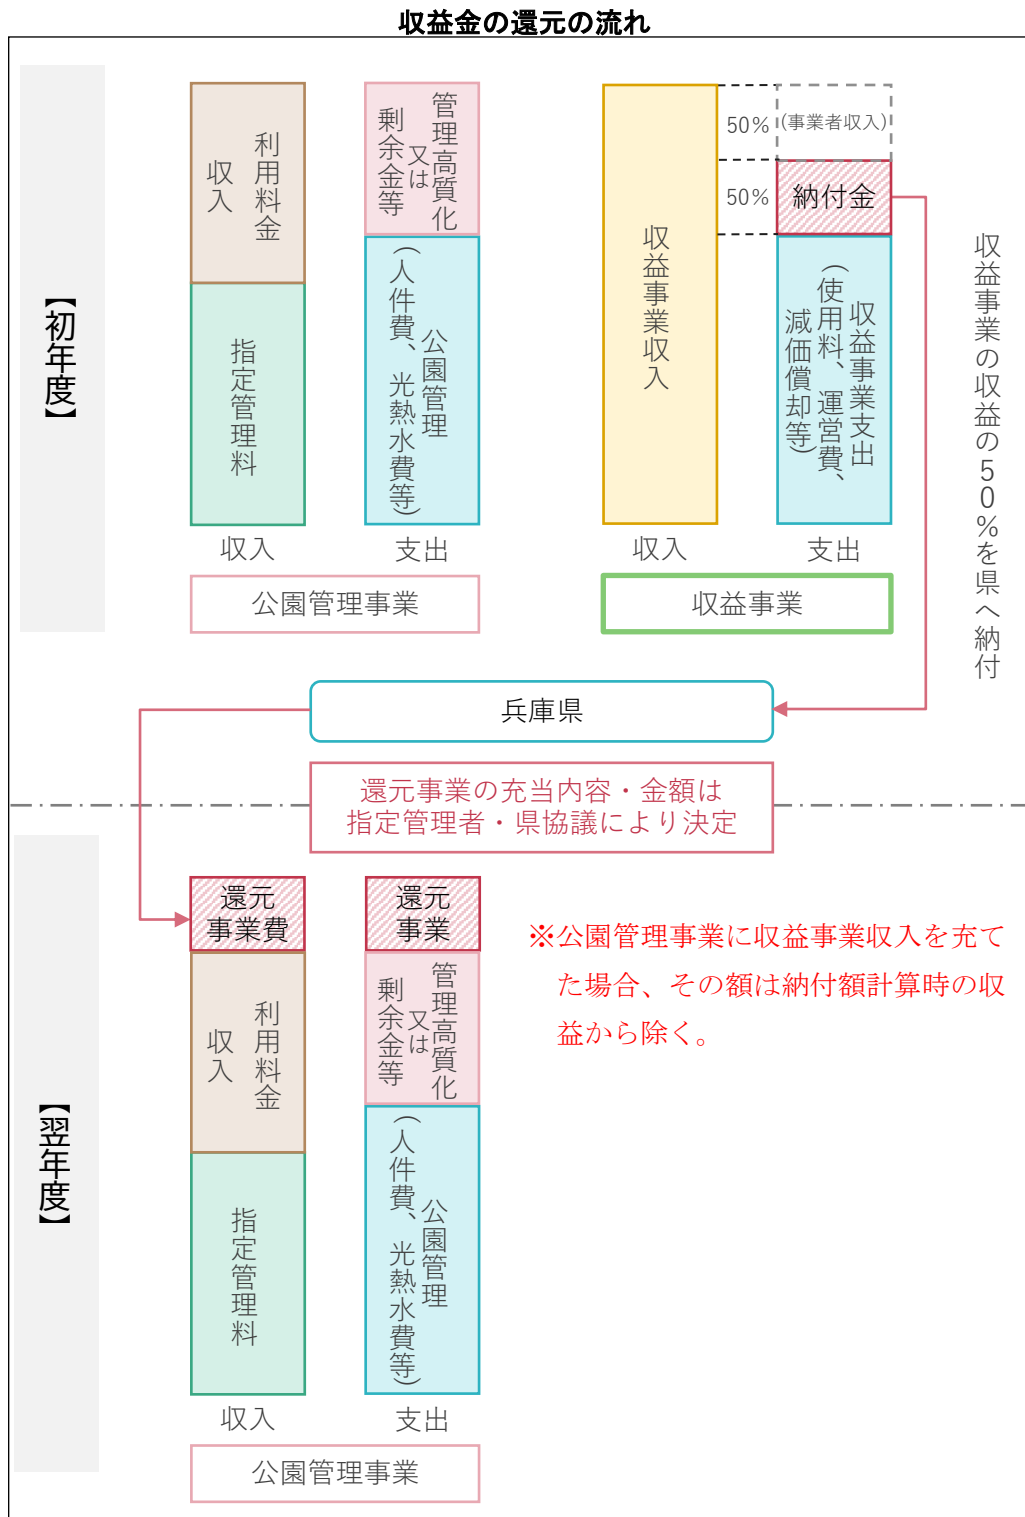 収益金の還元の流れ
【初年度】
利用料金
収入
指定管理料
管理高質化
又は
剰余金等
公園管理
（人件費、光熱水費等）
収入
支出
公園管理事業
収益事業収入
50%
50%
(事業者収入)
納付金
収益事業支出
（使用料、運営費、
減価償却等）
収入
支出
収益事業
収益事業の収益の50%を県へ納付
兵庫県
還元事業の充当内容・金額は
指定管理者・県協議により決定
【翌年度】
還元
事業費
利用料金
収入
指定管理料
還元
事業
管理高質化
又は
剰余金等
公園管理
（人件費、光熱水費等）
収入
支出
公園管理事業
※公園管理事業に収益事業収入を充て
た場合、その額は納付額計算時の収
益から除く。